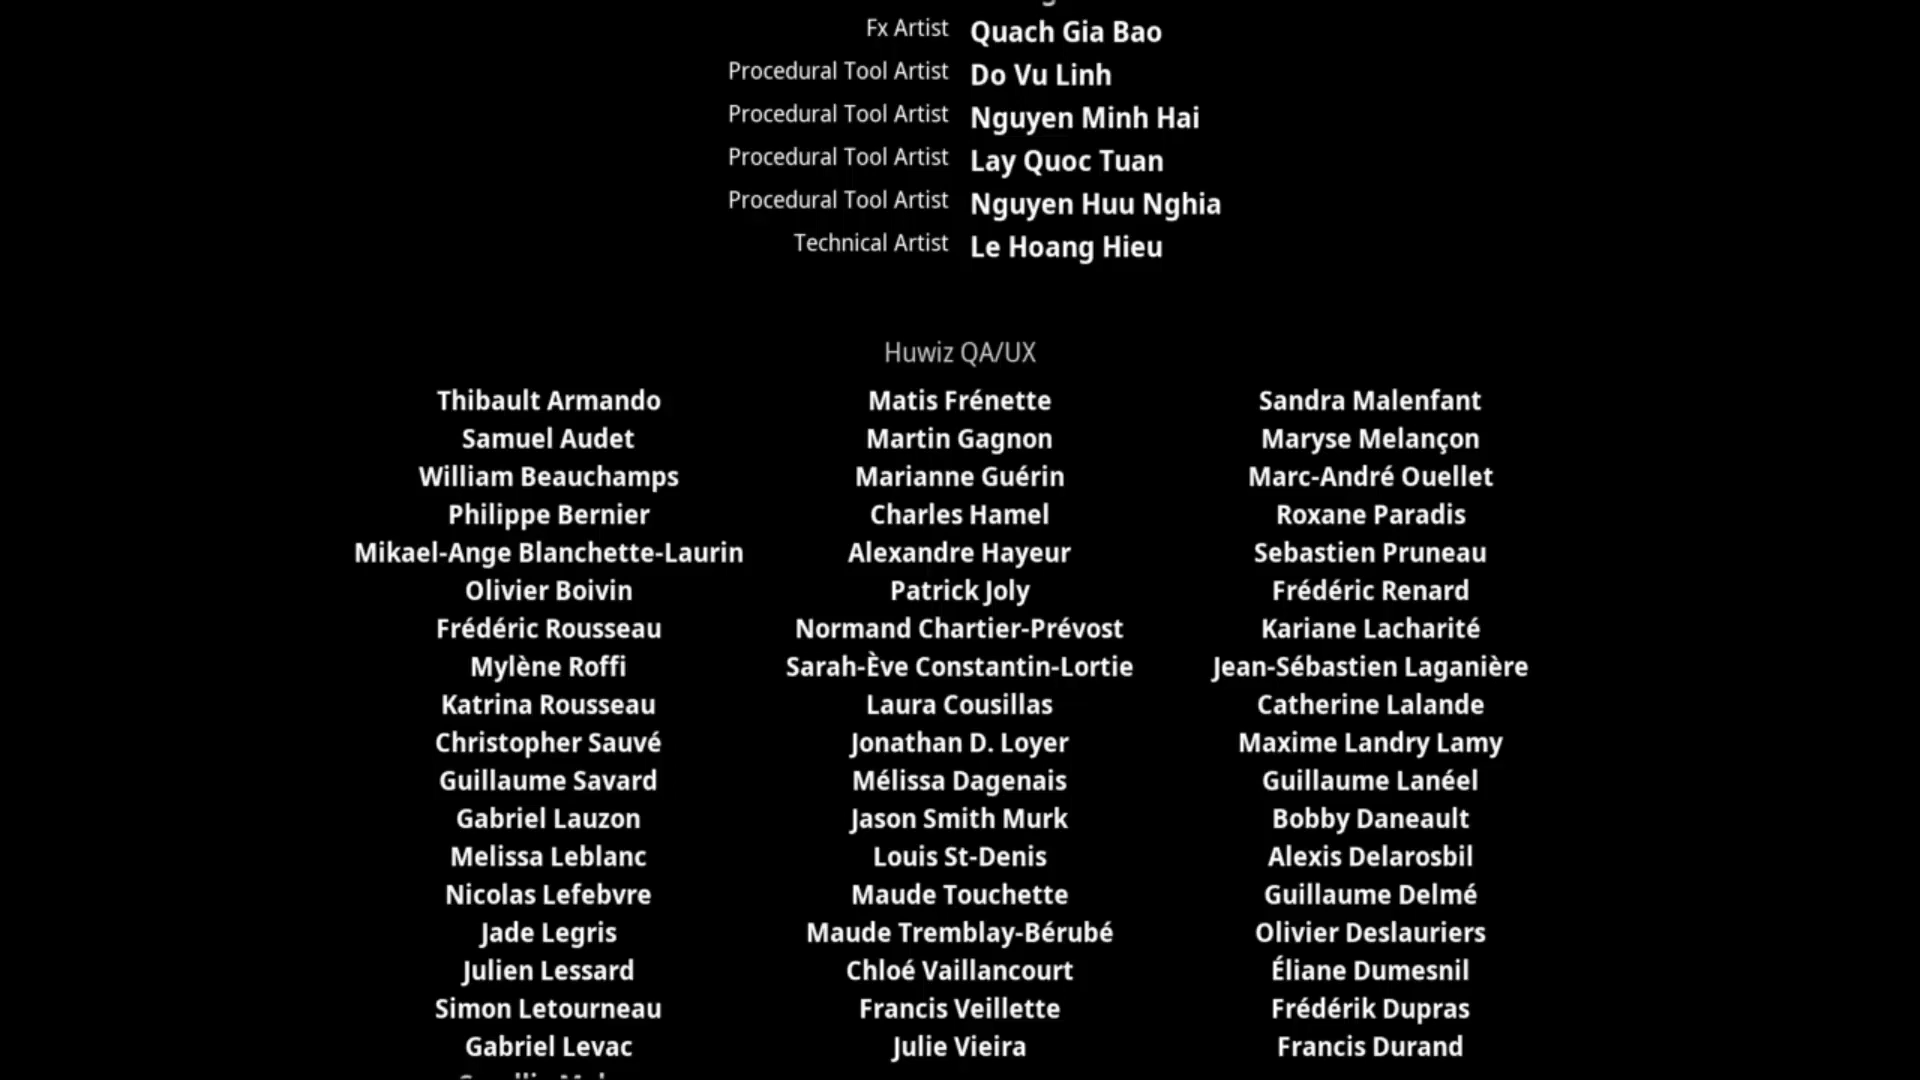 Fx Artist Quach Gia Bao
Procedural Tool Artist Do Vu Linh
Procedural Tool Artist Nguyen Minh Hai
Procedural Tool Artist Lay Quoc Tuan
Procedural Tool Artist Nguyen Huu Nghia
Technical Artist Le Hoang Hieu
Huwiz QA/UX
Thibault Armando Matis Frénette Sandra Malenfant
Samuel Audet Martin Gagnon Maryse Melançon
William Beauchamps Marianne Guérin Marc-André Ouellet
Philippe Bernier Charles Hamel Roxane Paradis
Mikael-Ange Blanchette-Laurin Alexandre Hayeur Sebastien Pruneau
Olivier Boivin Patrick Joly Frédéric Renard
Frédéric Rousseau Normand Chartier-Prévost Kariane Lacharité
Mylène Roffi Sarah-Ève Constantin-Lortie Jean-Sébastien Laganière
Katrina Rousseau Laura Cousillas Catherine Lalande
Christopher Sauvé Jonathan D. Loyer Maxime Landry Lamy
Guillaume Savard Mélissa Dagenais Guillaume Lanéel
Gabriel Lauzon Jason Smith Murk Bobby Daneault
Melissa Leblanc Louis St-Denis Alexis Delarosbil
Nicolas Lefebvre Maude Touchette Guillaume Delmé
Jade Legris Maude Tremblay-Bérubé Olivier Deslauriers
Julien Lessard Chloé Vaillancourt Éliane Dumesnil
Simon Letourneau Francis Veillette Frédérik Dupras
Gabriel Levac Julie Vieira Francis Durand